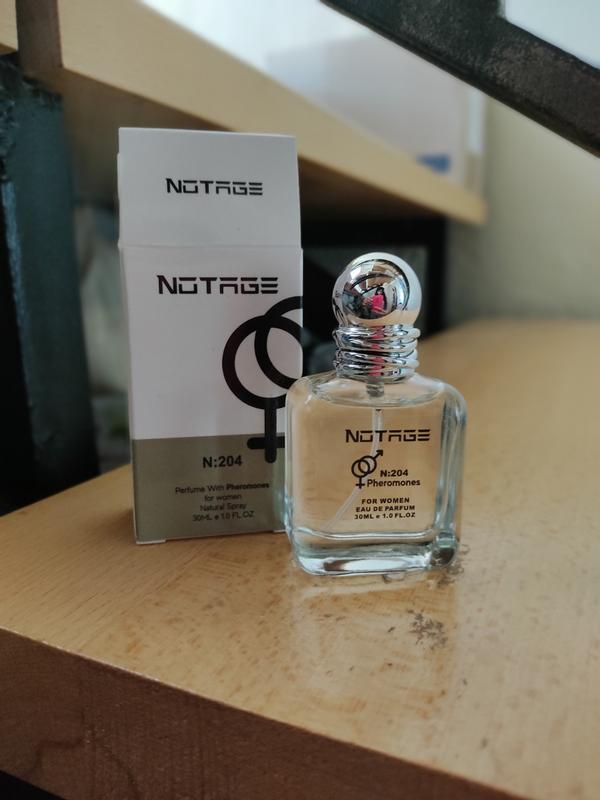 NOTAGE
NOTAGE
N:204
Perfume With Pheromones
for women
Natural Spray
30ML e 1.0 FL.OZ
NOTAGE
N:204
Pheromones
FOR WOMEN
EAU DE PARFUM
30ML e 1.0 FL.OZ